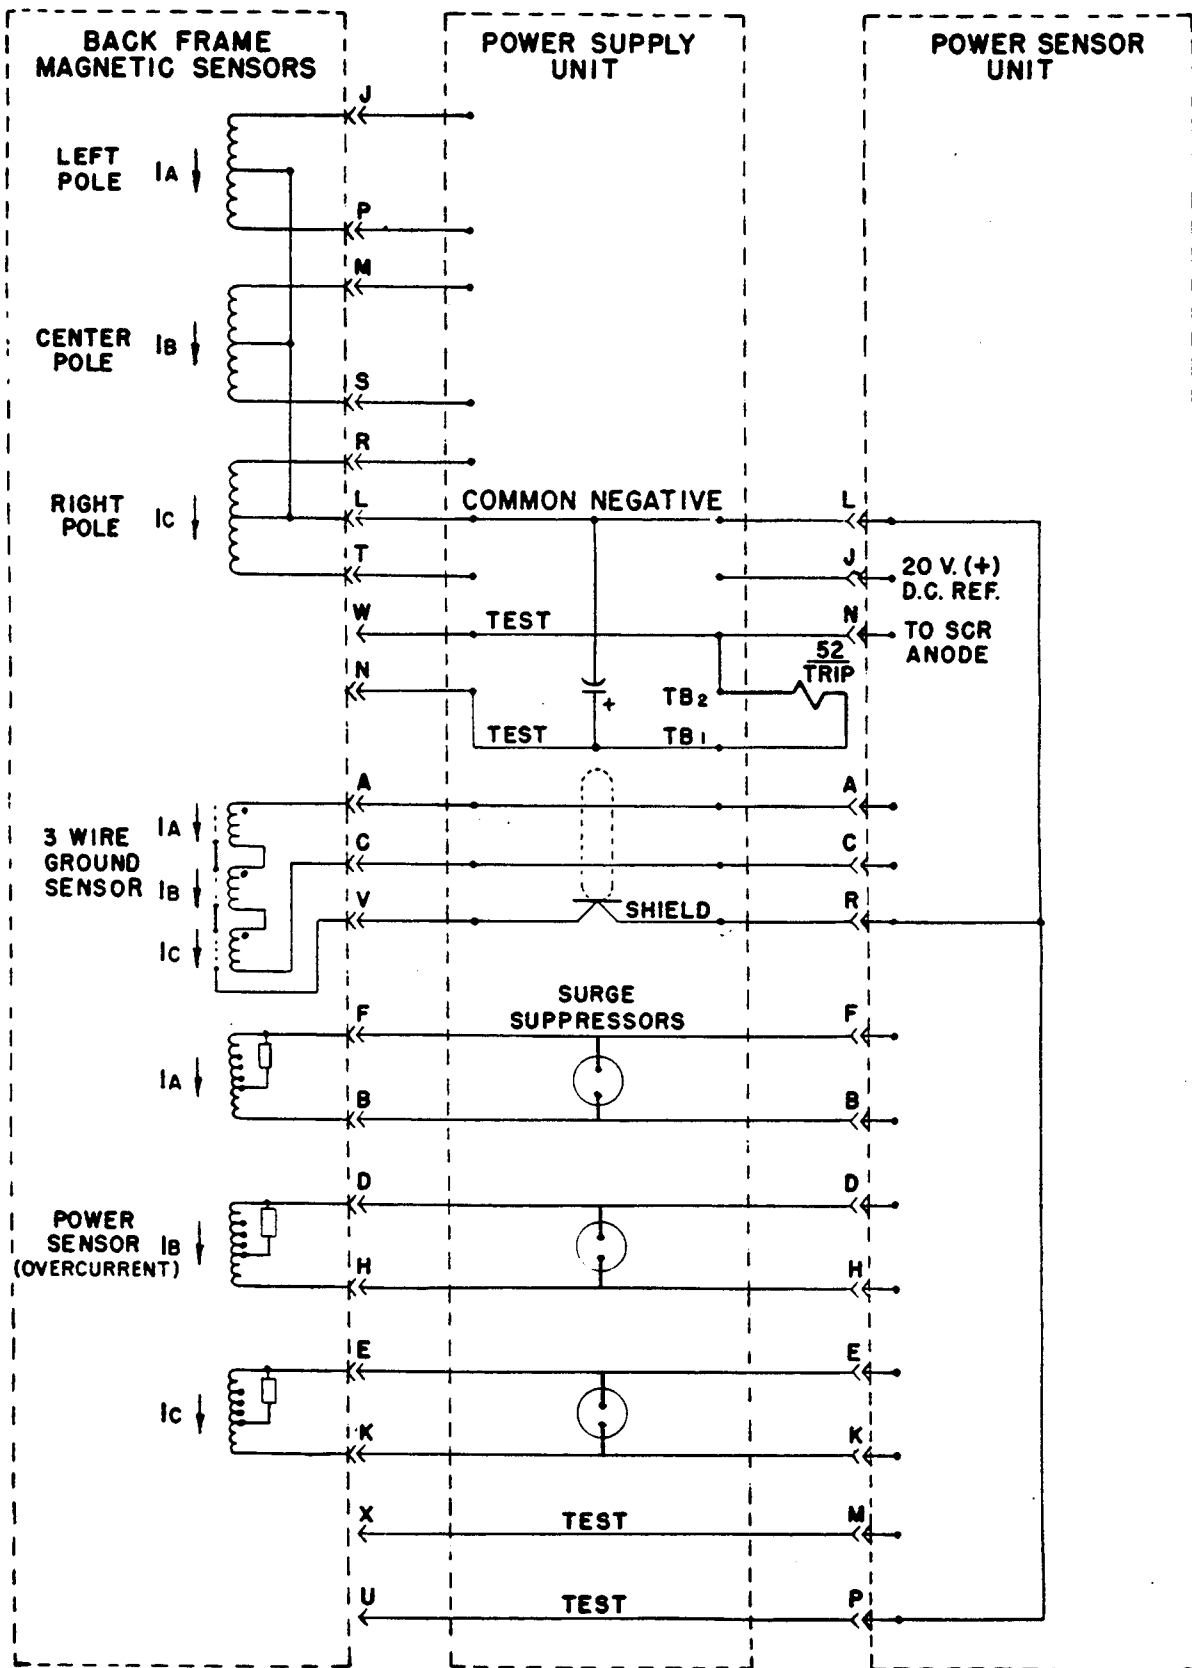 BACK FRAME
MAGNETIC SENSORS
POWER SUPPLY
UNIT
POWER SENSOR
UNIT
J
LEFT
POLE
IA
P
M
CENTER
POLE
IB
S
R
RIGHT
POLE
IC
L
COMMON NEGATIVE
L
T
J
20 V. (+)
D.C. REF.
W
TEST
N
TO SCR
ANODE
52
TRIP
N
TB2
+
TEST
TB1
A
A
3 WIRE
GROUND
SENSOR
IA
IB
IC
C
C
V
SHIELD
R
SURGE
SUPPRESSORS
F
F
IA
B
B
D
D
POWER
SENSOR IB
(OVERCURRENT)
H
H
E
E
IC
K
K
X
TEST
M
U
TEST
P